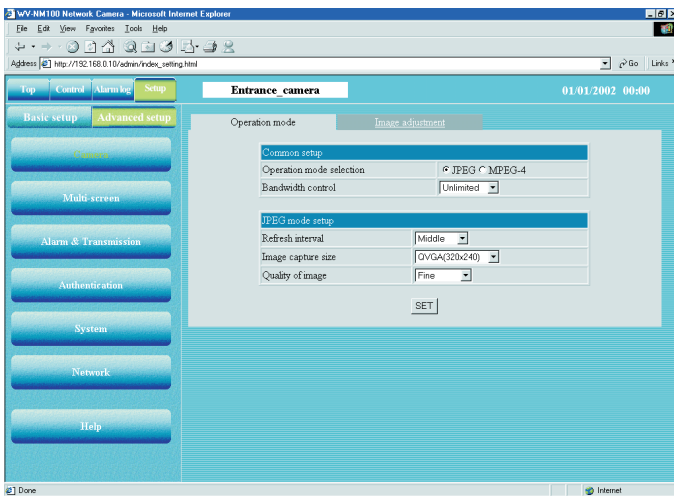 WV-NM100 Network Camera - Microsoft Internet Explorer
File Edit View Favorites Tools Help
Address http://192.168.0.10/admin/index_setting.html Go Links
Top Control Alarm log Setup
Entrance_camera
01/01/2002 00:00
Basic setup Advanced setup
Operation mode Image adjustment
Camera
Multi-screen
Alarm & Transmission
Authentication
System
Network
Help
Common setup
Operation mode selection JPEG MPEG-4
Bandwidth control Unlimited
JPEG mode setup
Refresh interval Middle
Image capture size QVGA(320x240)
Quality of image Fine
SET
Done Internet